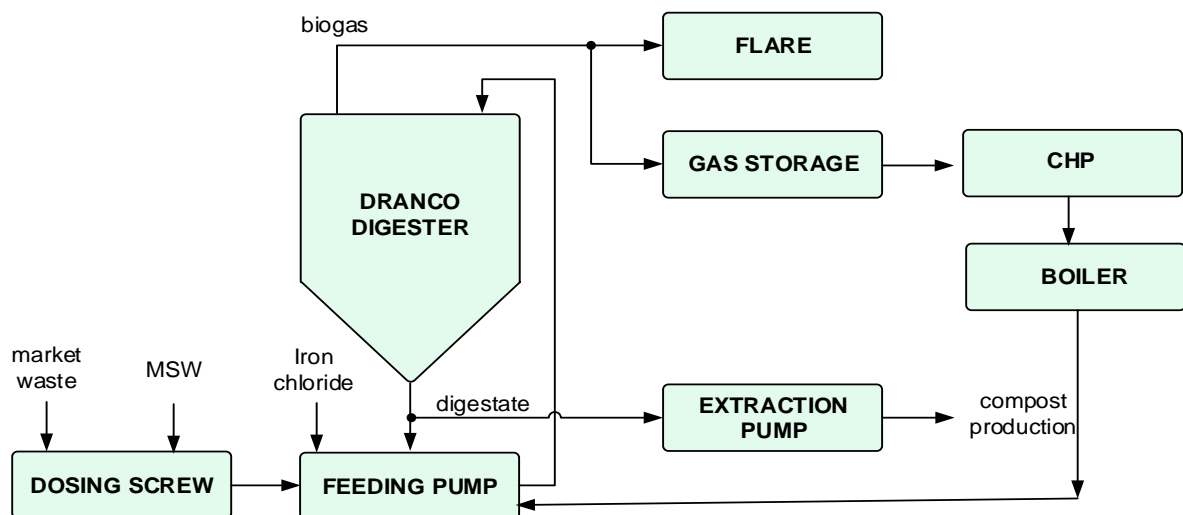 biogas
FLARE
GAS STORAGE
CHP
DRANCO
DIGESTER
BOILER
market
waste
MSW
Iron
chloride
digestate
EXTRACTION
PUMP
compost
production
DOSING SCREW
FEEDING PUMP